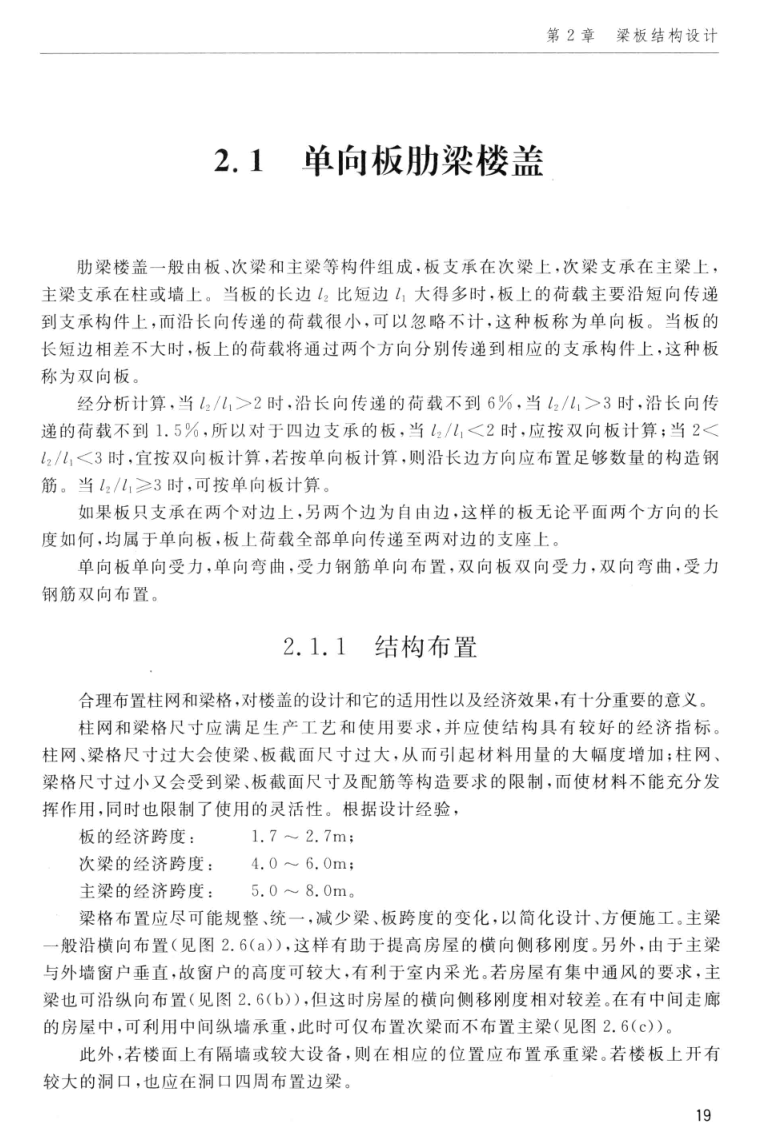 第2章 梁板结构设计
2.1 单向板肋梁楼盖
肋梁楼盖一般由板、次梁和主梁等构件组成,板支承在次梁上,次梁支承在主梁上,
主梁支承在柱或墙上。当板的长边 l₂ 比短边 l₁ 大得多时,板上的荷载主要沿短向传递
到支承构件上,而沿长向传递的荷载很小,可以忽略不计,这种板称为单向板。当板的
长短边相差不大时,板上的荷载将通过两个方向分别传递到相应的支承构件上,这种板
称为双向板。
经分析计算,当 l₂/l₁>2 时,沿长向传递的荷载不到 6%,当 l₂/l₁>3 时,沿长向传
递的荷载不到 1.5%,所以对于四边支承的板,当 l₂/l₁<2 时,应按双向板计算;当 2<
l₂/l₁<3 时,宜按双向板计算,若按单向板计算,则沿长边方向应布置足够数量的构造钢
筋。当 l₂/l₁≥3 时,可按单向板计算。
如果板只支承在两个对边上,另两个边为自由边,这样的板无论平面两个方向的长
度如何,均属于单向板,板上荷载全部单向传递至两对边的支座上。
单向板单向受力,单向弯曲,受力钢筋单向布置,双向板双向受力,双向弯曲,受力
钢筋双向布置。
2.1.1 结构布置
合理布置柱网和梁格,对楼盖的设计和它的适用性以及经济效果,有十分重要的意义。
柱网和梁格尺寸应满足生产工艺和使用要求,并应使结构具有较好的经济指标。
柱网、梁格尺寸过大会使梁、板截面尺寸过大,从而引起材料用量的大幅度增加;柱网、
梁格尺寸过小又会受到梁、板截面尺寸及配筋等构造要求的限制,而使材料不能充分发
挥作用,同时也限制了使用的灵活性。根据设计经验,
板的经济跨度: 1.7～2.7m;
次梁的经济跨度: 4.0～6.0m;
主梁的经济跨度: 5.0～8.0m。
梁格布置应尽可能规整、统一,减少梁、板跨度的变化,以简化设计、方便施工。主梁
一般沿横向布置(见图 2.6(a)),这样有助于提高房屋的横向侧移刚度。另外,由于主梁
与外墙窗户垂直,故窗户的高度可较大,有利于室内采光。若房屋有集中通风的要求,主
梁也可沿纵向布置(见图 2.6(b)),但这时房屋的横向侧移刚度相对较差。在有中间走廊
的房屋中,可利用中间纵墙承重,此时可仅布置次梁而不布置主梁(见图 2.6(c))。
此外,若楼面上有隔墙或较大设备,则在相应的位置应布置承重梁。若楼板上开有
较大的洞口,也应在洞口四周布置边梁。
19